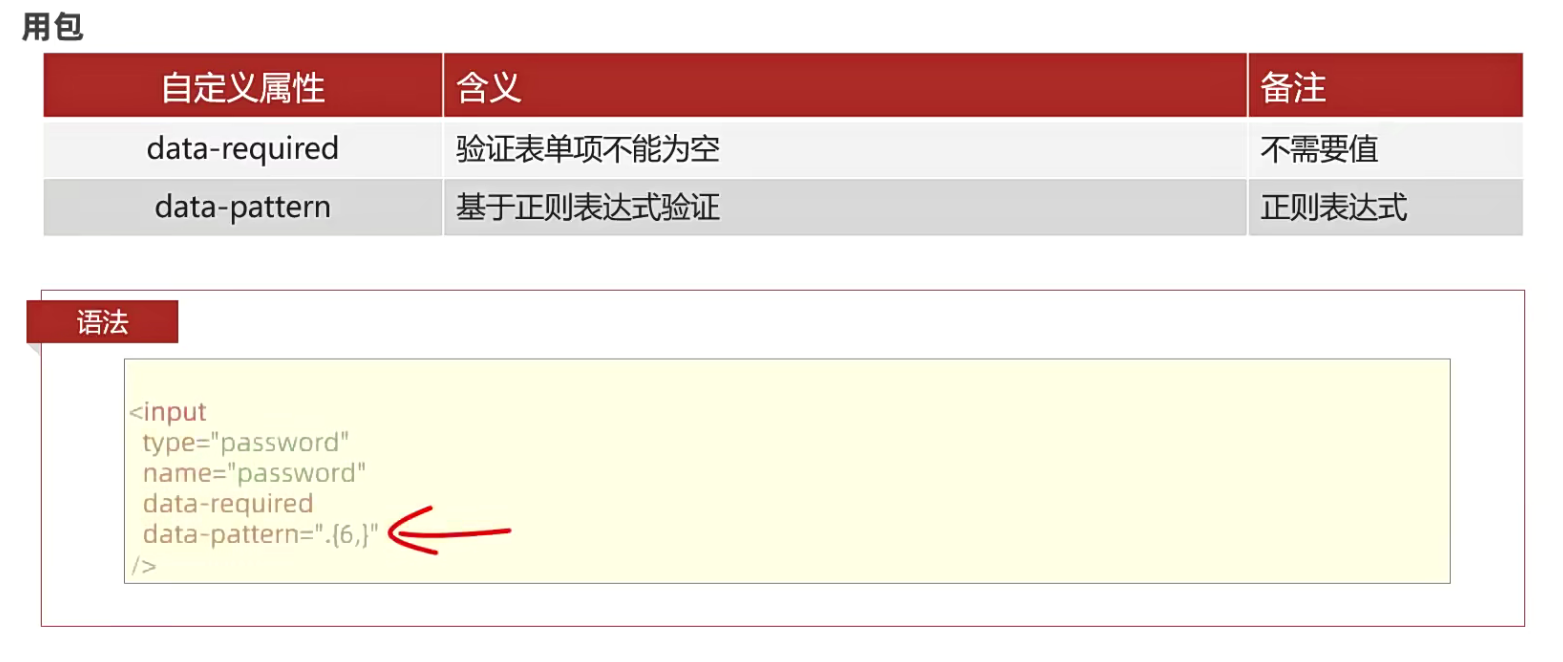 用包
自定义属性 含义 备注
data-required 验证表单项不能为空 不需要值
data-pattern 基于正则表达式验证 正则表达式
语法
<input
type="password"
name="password"
data-required
data-pattern=".{6,}"
/>